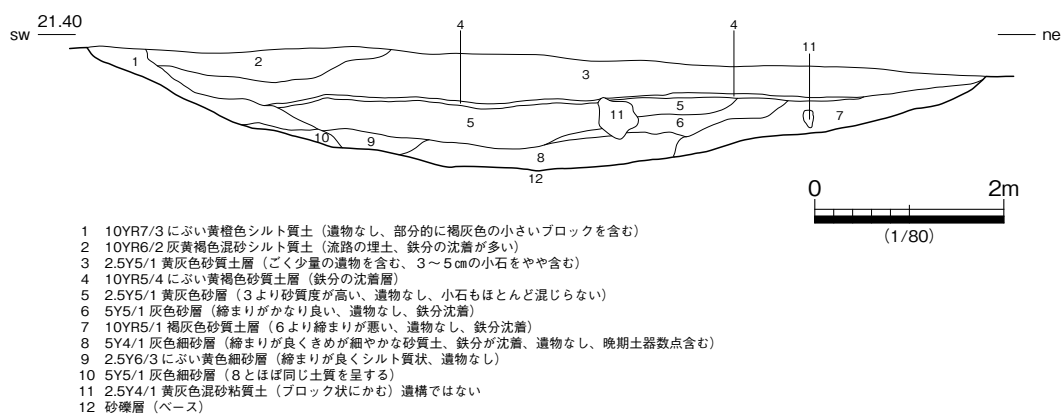 sw 21.40 4 4 ne
11
1 2 3
5 11 5 6 7
10 9 8
12
0 2m
(1/80)
1 10YR7/3 にぶい黄橙色シルト質土（遺物なし、部分的に褐灰色の小さいブロックを含む）
2 10YR6/2 灰黄褐色混砂シルト質土（流路の埋土、鉄分の沈着が多い）
3 2.5Y5/1 黄灰色砂質土層（ごく少量の遺物を含む、３～５㎝の小石をやや含む）
4 10YR5/4 にぶい黄褐色砂質土層（鉄分の沈着層）
5 2.5Y5/1 黄灰色砂層（３より砂質度が高い、遺物なし、小石もほとんど混じらない）
6 5Y5/1 灰色砂層（締まりがかなり良い、遺物なし、鉄分沈着）
7 10YR5/1 褐灰色砂質土層（６より締まりが悪い、遺物なし、鉄分沈着）
8 5Y4/1 灰色細砂層（締まりが良くきめが細やかな砂質土、鉄分が沈着、遺物なし、晩期土器数点含む）
9 2.5Y6/3 にぶい黄色細砂層（締まりが良くシルト質状、遺物なし）
10 5Y5/1 灰色細砂層（８とほぼ同じ土質を呈する）
11 2.5Y4/1 黄灰色混砂粘質土（ブロック状にかむ）遺構ではない
12 砂礫層（ベース）